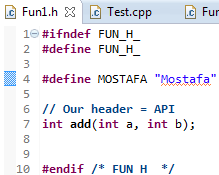 Fun1.h Test.cpp Fun
1 #ifndef FUN_H_
2 #define FUN_H_
3
4 #define MOSTAFA "Mostafa"
5
6 // Our header = API
7 int add(int a, int b);
8
9
10 #endif /* FUN_H_ */